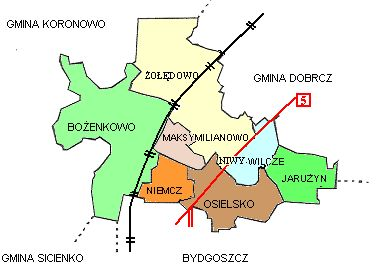 GMINA KORONOWO
ŻOŁĘDOWO
GMINA DOBRCZ
5
BOŻENKOWO
MAKSYMILIANOWO
NIWY-WILCZE
JARUŻYN
NIEMCZ
OSIELSKO
GMINA SICIENKO
BYDGOSZCZ